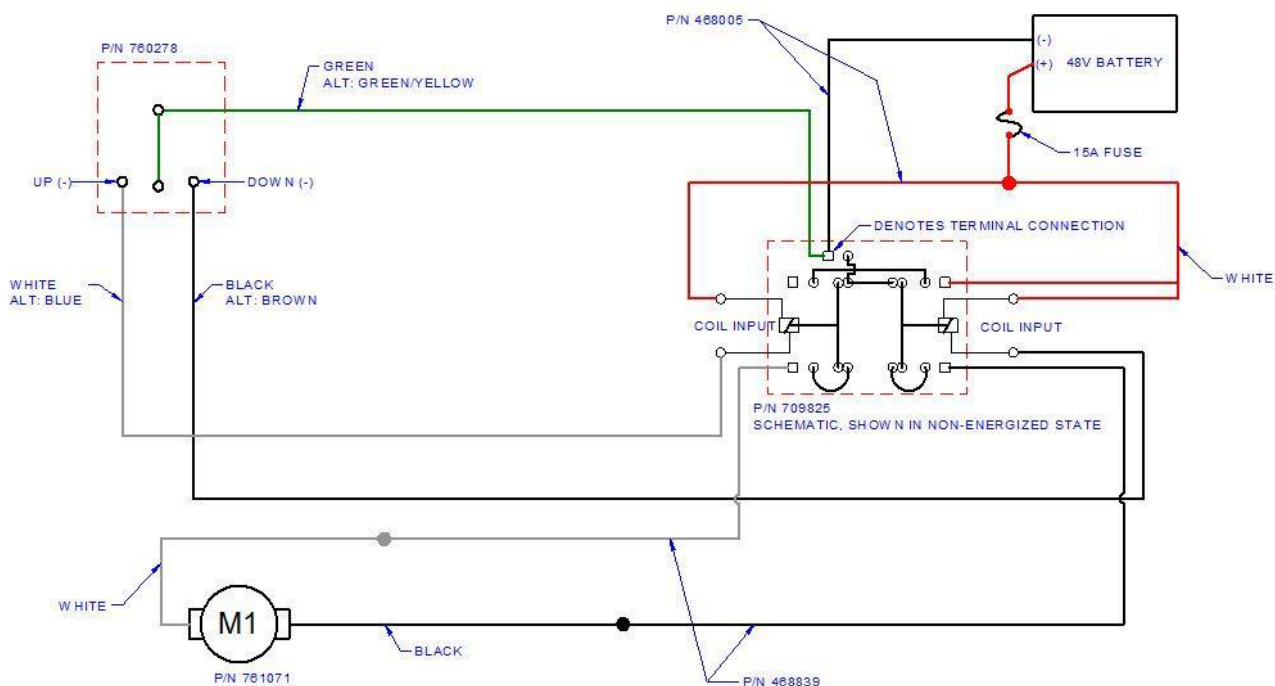 P/N 468005
(-)
(+)
48V BATTERY
P/N 760278
GREEN
ALT: GREEN/YELLOW
15A FUSE
UP (-)
DOWN (-)
DENOTES TERMINAL CONNECTION
WHITE
ALT: BLUE
BLACK
ALT: BROWN
WHITE
COIL INPUT
COIL INPUT
P/N 709825
SCHEMATIC, SHOWN IN NON-ENERGIZED STATE
WHITE
M1
BLACK
P/N 761071
P/N 468839